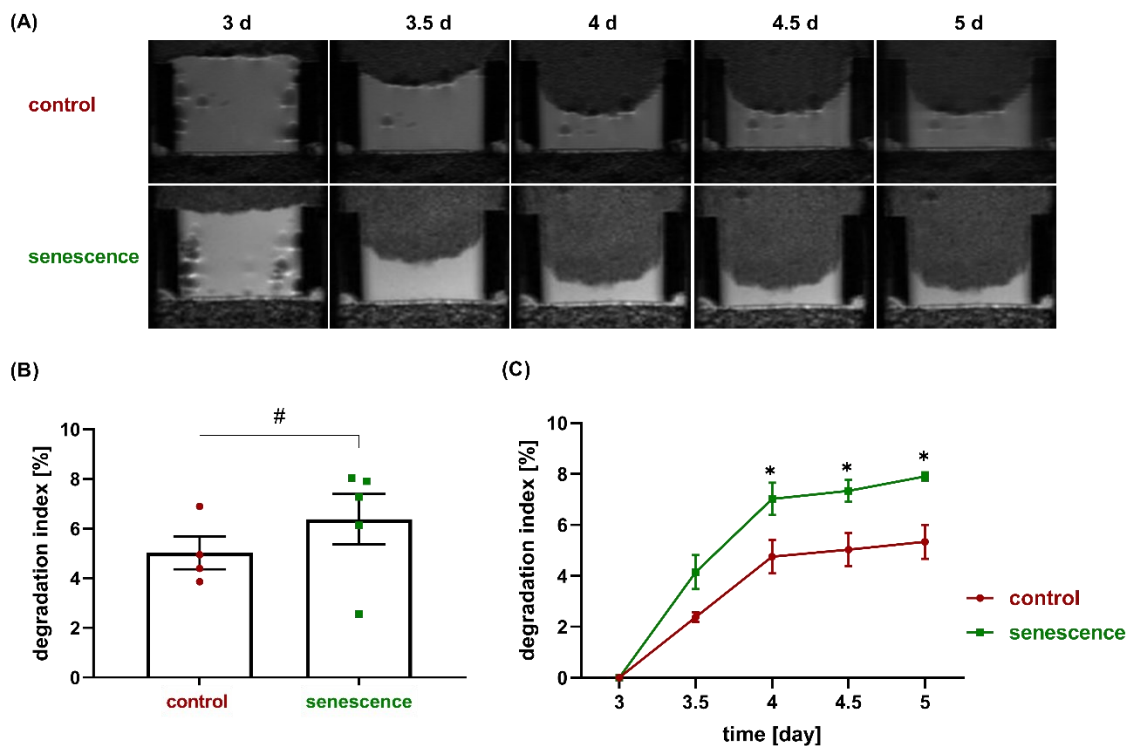 (A) 3 d 3.5 d 4 d 4.5 d 5 d
control
senescence
(B)
#
degradation index [%]
10
8
6
4
2
0
control senescence
(C)
degradation index [%]
10
8
6
4
2
0
* * *
3 3.5 4 4.5 5
time [day]
control
senescence